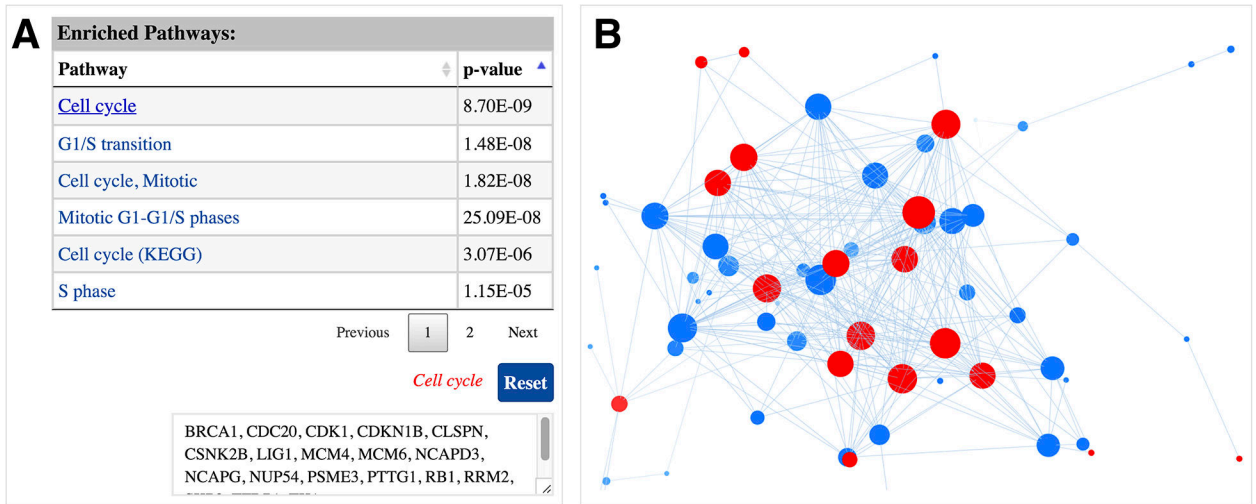 A
Enriched Pathways:
Pathway p-value
Cell cycle 8.70E-09
G1/S transition 1.48E-08
Cell cycle, Mitotic 1.82E-08
Mitotic G1-G1/S phases 25.09E-08
Cell cycle (KEGG) 3.07E-06
S phase 1.15E-05
Previous 1 2 Next
Cell cycle Reset
BRCA1, CDC20, CDK1, CDKN1B, CLSPN,
CSNK2B, LIG1, MCM4, MCM6, NCAPD3,
NCAPG, NUP54, PSME3, PTTG1, RB1, RRM2,
B